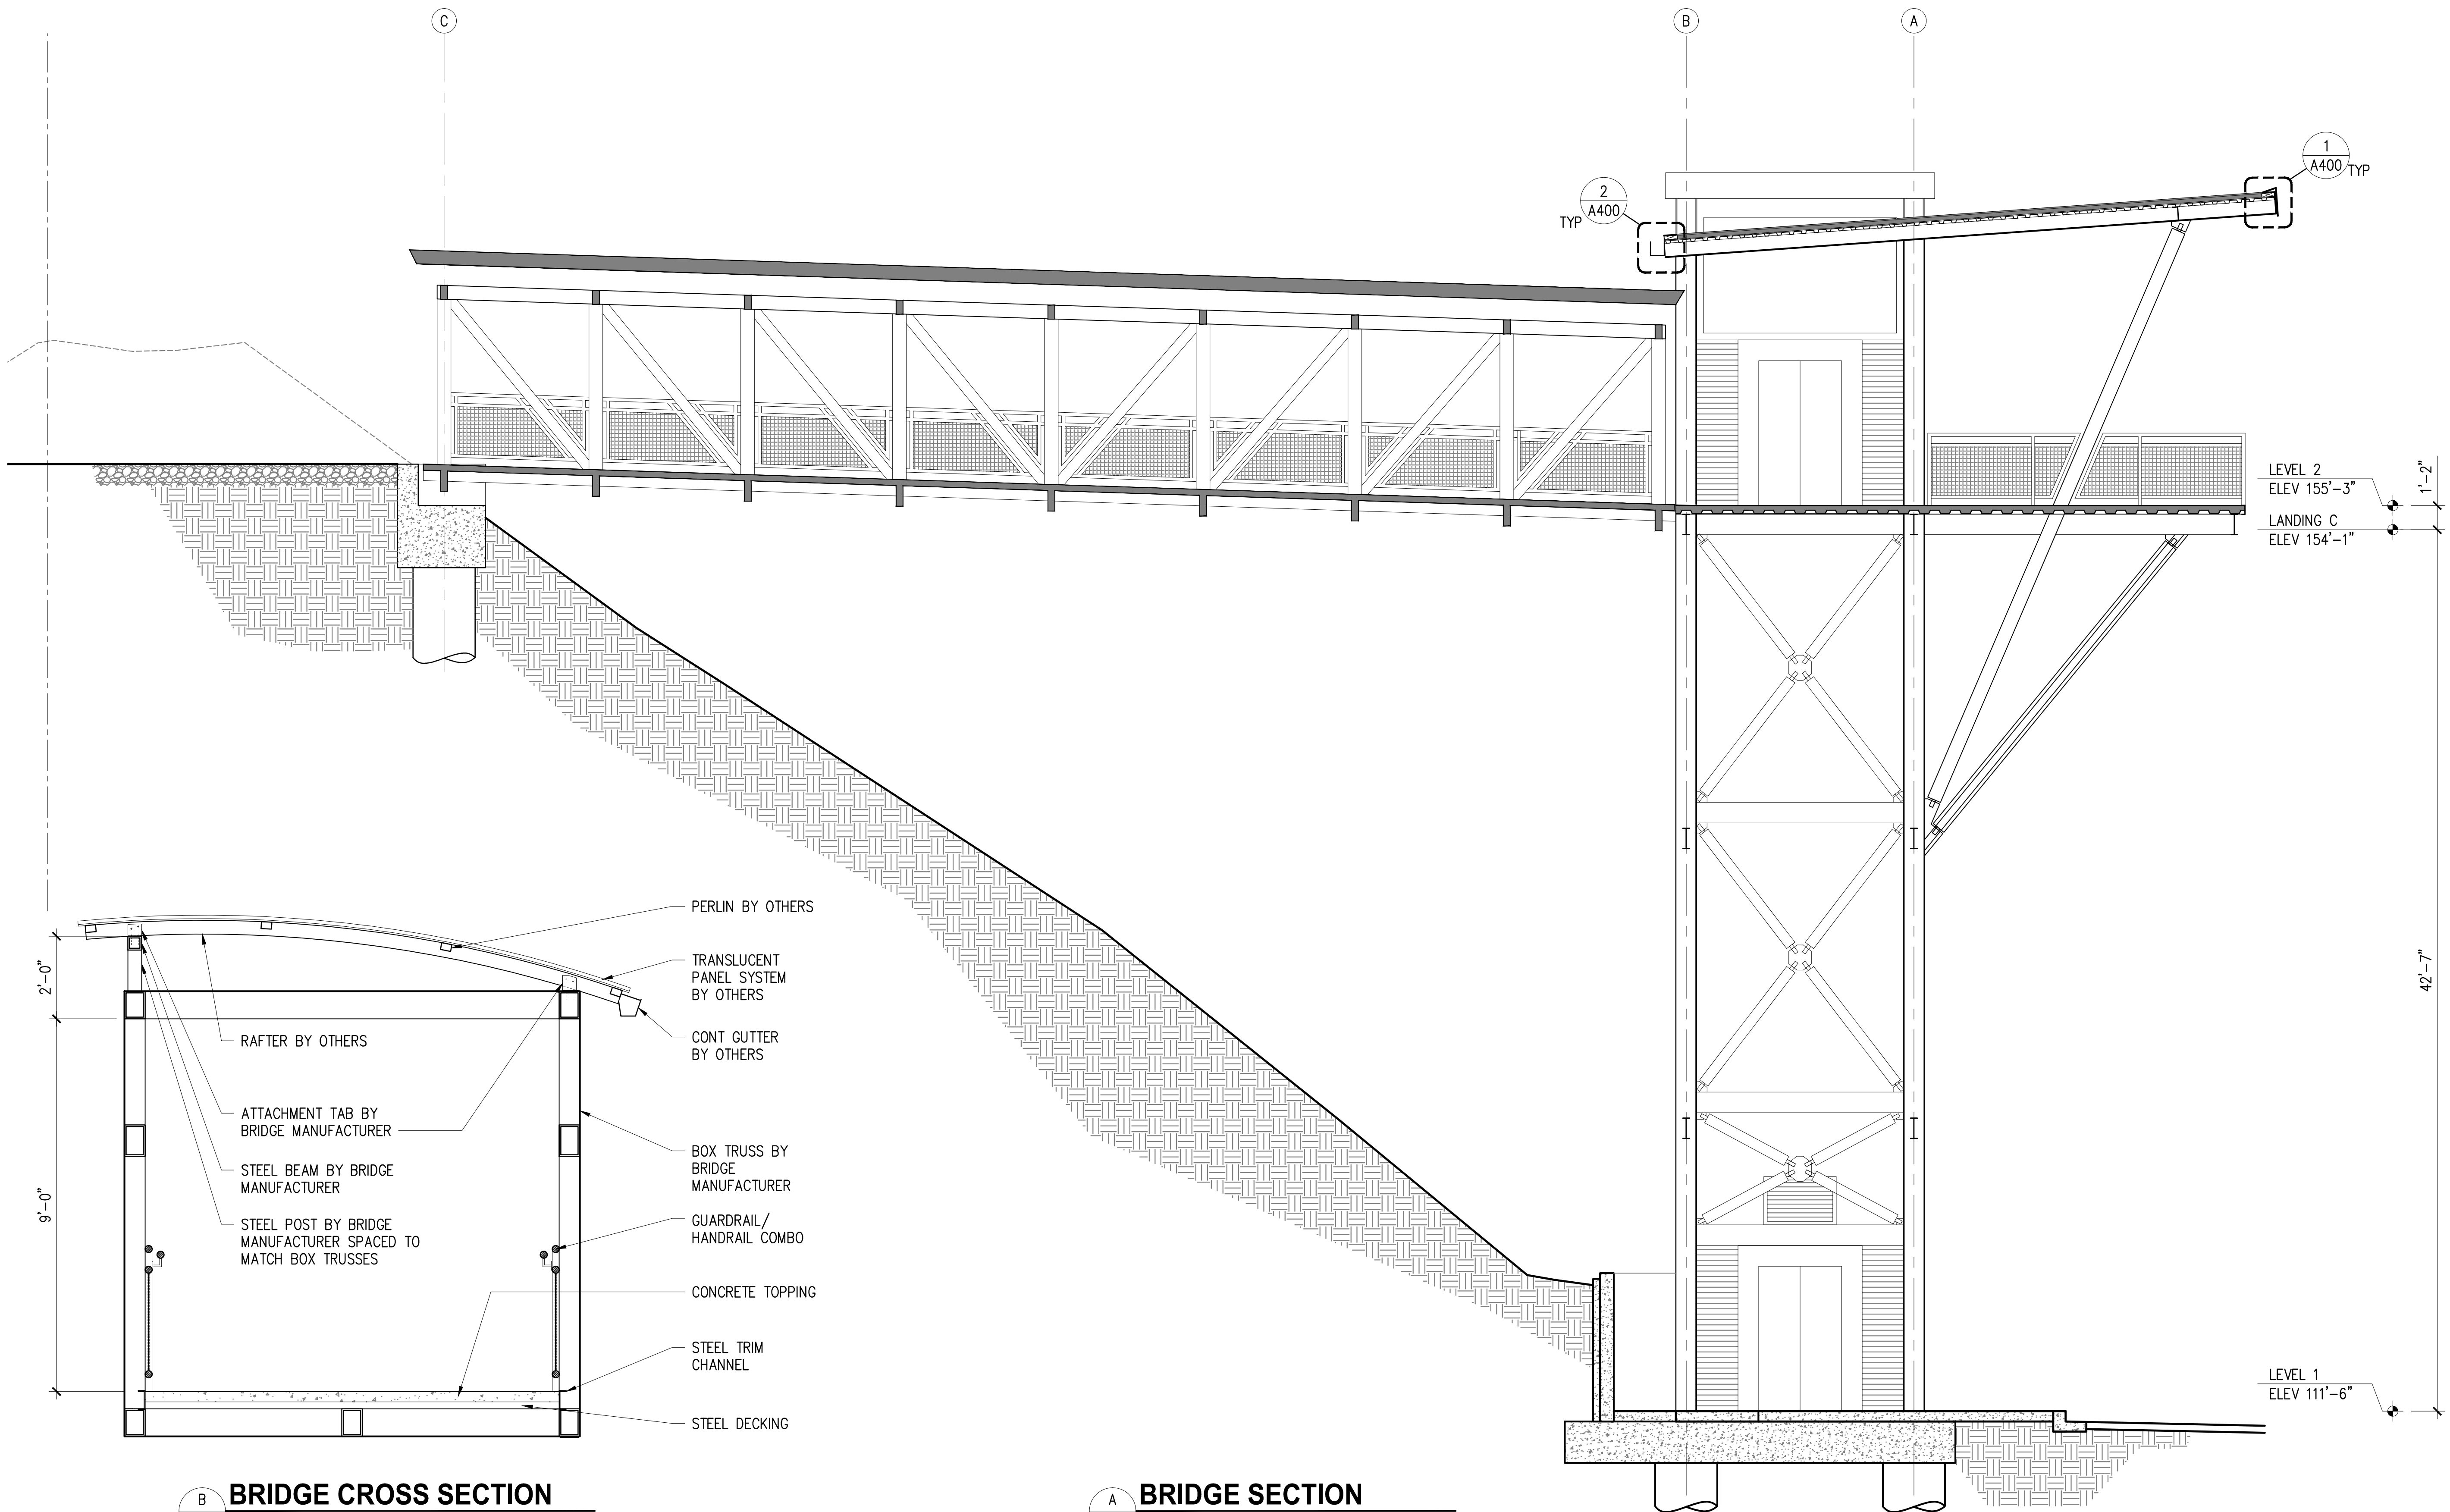 C
B
A
1
A400
TYP
2
A400
TYP
LEVEL 2
ELEV 155'-3"
1'-2"
LANDING C
ELEV 154'-1"
42'-7"
LEVEL 1
ELEV 111'-6"
2'-0"
9'-0"
PERLIN BY OTHERS
TRANSLUCENT
PANEL SYSTEM
BY OTHERS
CONT GUTTER
BY OTHERS
RAFTER BY OTHERS
ATTACHMENT TAB BY
BRIDGE MANUFACTURER
STEEL BEAM BY BRIDGE
MANUFACTURER
STEEL POST BY BRIDGE
MANUFACTURER SPACED TO
MATCH BOX TRUSSES
BOX TRUSS BY
BRIDGE
MANUFACTURER
GUARDRAIL/
HANDRAIL COMBO
CONCRETE TOPPING
STEEL TRIM
CHANNEL
STEEL DECKING
B BRIDGE CROSS SECTION
A BRIDGE SECTION